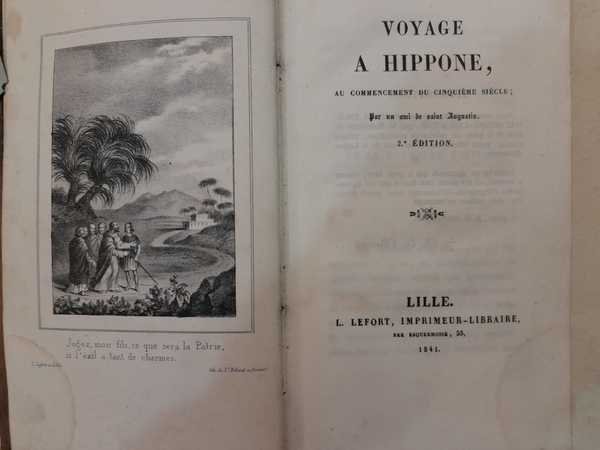 Jugez, mon fils, ce que sera la Patrie,
si l'exil a tant de charmes.
VOYAGE
A HIPPONE,
AU COMMENCEMENT DU CINQUIÈME SIÈCLE;
Par un ami de saint Augustin.
2.e ÉDITION.
LILLE.
L. LEFORT, IMPRIMEUR-LIBRAIRE,
RUE ESQUERMOISE, 55,
1841.